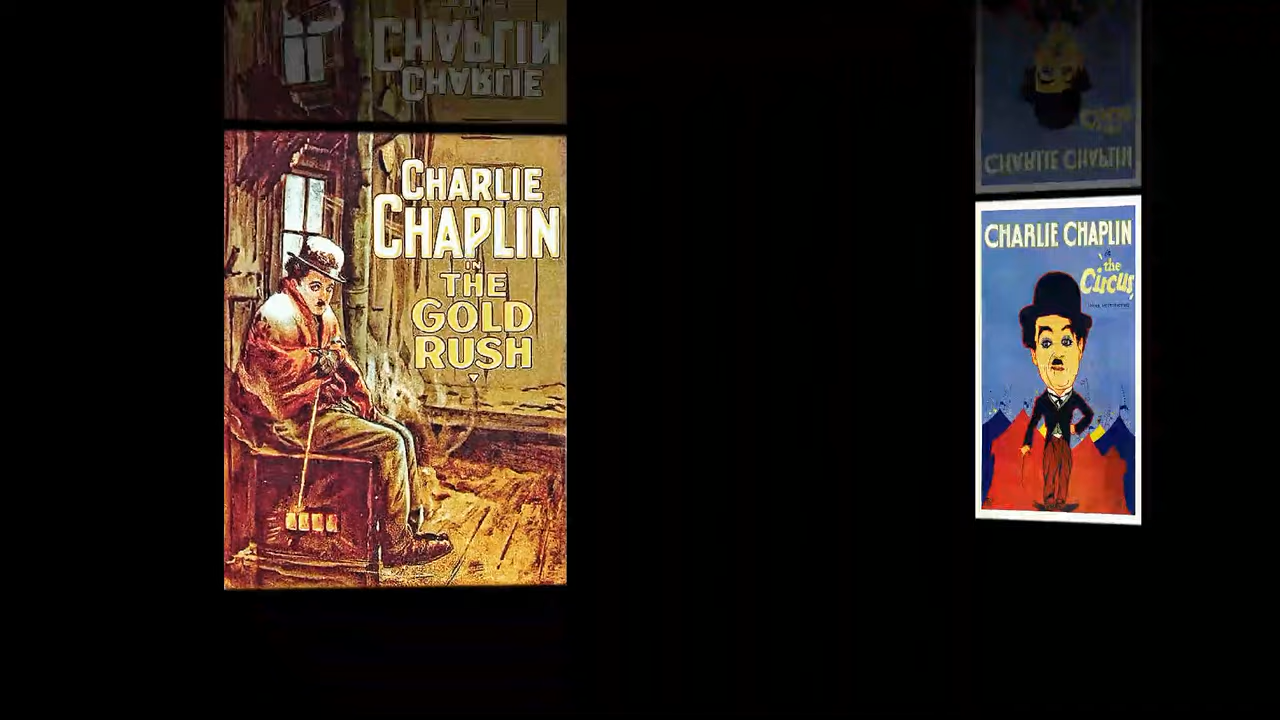 CHARLIE
CHAPLIN
IN
THE
GOLD
RUSH
CHARLIE CHAPLIN
the
Circus